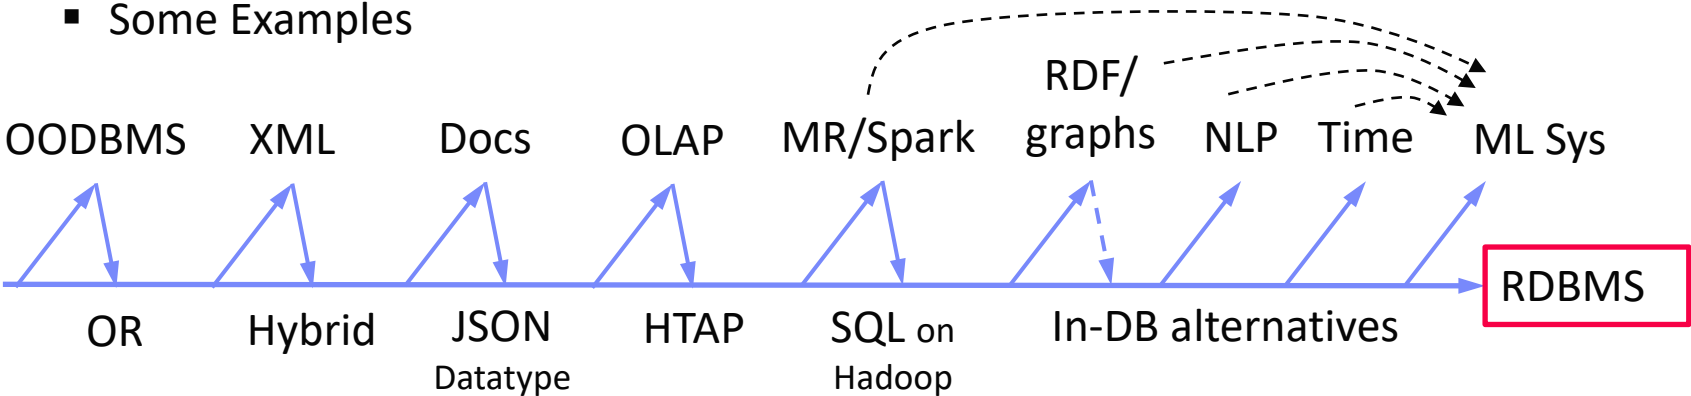 ▪ Some Examples
RDF/
OODBMS XML Docs OLAP MR/Spark graphs NLP Time ML Sys
RDBMS
OR Hybrid JSON HTAP SQL on In-DB alternatives
Datatype Hadoop